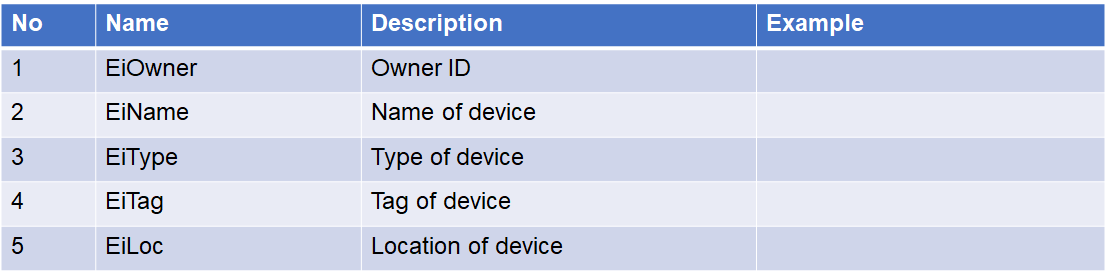 No Name Description Example
1 EiOwner Owner ID
2 EiName Name of device
3 EiType Type of device
4 EiTag Tag of device
5 EiLoc Location of device